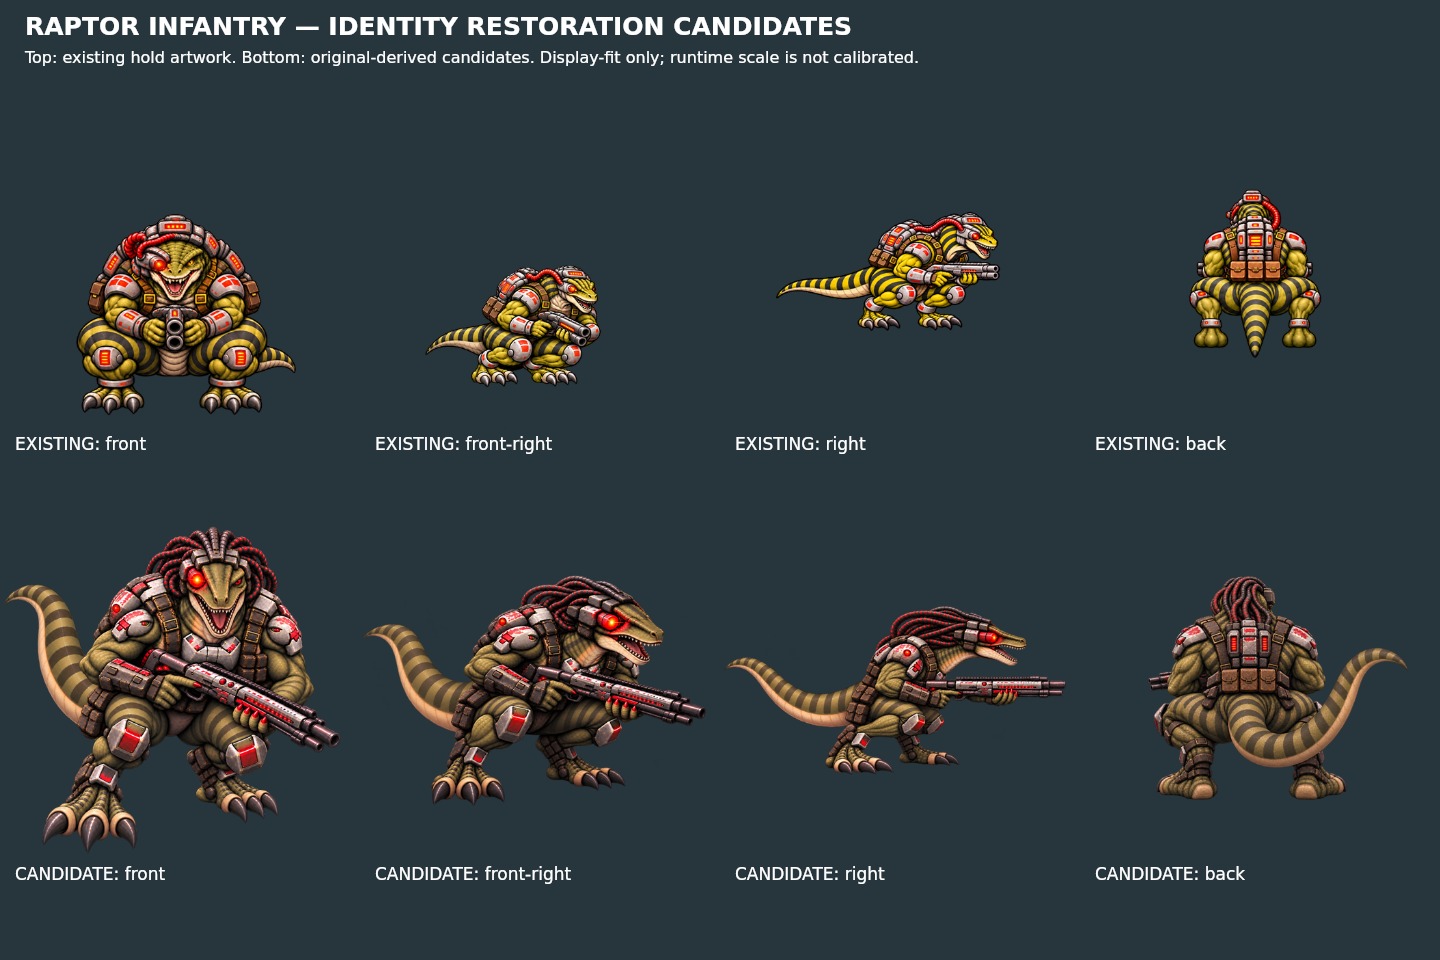 RAPTOR INFANTRY — IDENTITY RESTORATION CANDIDATES
Top: existing hold artwork. Bottom: original-derived candidates. Display-fit only; runtime scale is not calibrated.
EXISTING: front
EXISTING: front-right
EXISTING: right
EXISTING: back
CANDIDATE: front
CANDIDATE: front-right
CANDIDATE: right
CANDIDATE: back